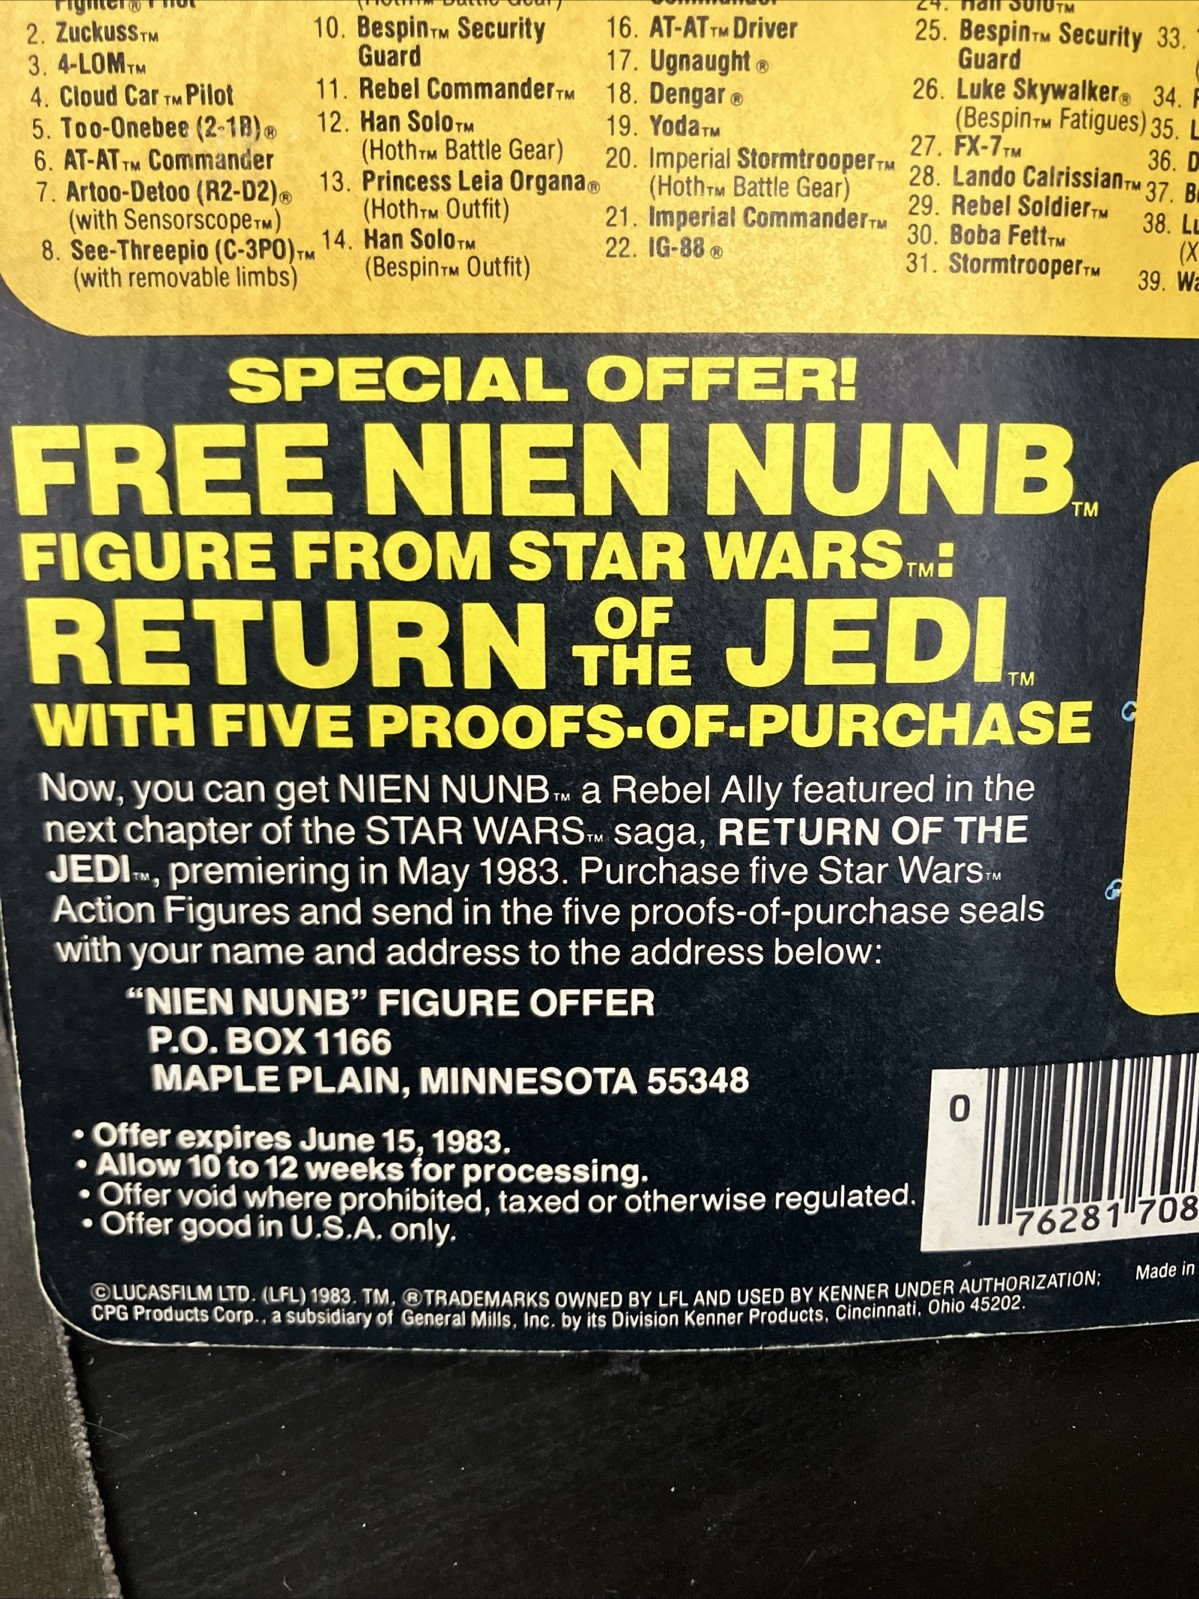 2. Zuckuss™
3. 4-LOM™
4. Cloud Car™ Pilot
5. Too-Onebee (2-1B)®
6. AT-AT™ Commander
7. Artoo-Detoo (R2-D2)®
(with Sensorscope™)
8. See-Threepio (C-3PO)™
(with removable limbs)
10. Bespin™ Security
Guard
11. Rebel Commander™
12. Han Solo™
(Hoth™ Battle Gear)
13. Princess Leia Organa®
(Hoth™ Outfit)
14. Han Solo™
(Bespin™ Outfit)
16. AT-AT™ Driver
17. Ugnaught®
18. Dengar®
19. Yoda™
20. Imperial Stormtrooper™
(Hoth™ Battle Gear)
21. Imperial Commander™
22. IG-88®
24. Han Solo™
25. Bespin™ Security
Guard
26. Luke Skywalker®
(Bespin™ Fatigues)
27. FX-7™
28. Lando Calrissian™
29. Rebel Soldier™
30. Boba Fett™
31. Stormtrooper™
33.
34.
35.
36.
37.
38.
39.
SPECIAL OFFER!
FREE NIEN NUNB™
FIGURE FROM STAR WARS™:
RETURN OF THE JEDI™
WITH FIVE PROOFS-OF-PURCHASE
Now, you can get NIEN NUNB™ a Rebel Ally featured in the
next chapter of the STAR WARS™ saga, RETURN OF THE
JEDI™, premiering in May 1983. Purchase five Star Wars™
Action Figures and send in the five proofs-of-purchase seals
with your name and address to the address below:
“NIEN NUNB” FIGURE OFFER
P.O. BOX 1166
MAPLE PLAIN, MINNESOTA 55348
• Offer expires June 15, 1983.
• Allow 10 to 12 weeks for processing.
• Offer void where prohibited, taxed or otherwise regulated.
• Offer good in U.S.A. only.
0 76281 708
©LUCASFILM LTD. (LFL) 1983. TM, ®TRADEMARKS OWNED BY LFL AND USED BY KENNER UNDER AUTHORIZATION;
CPG Products Corp., a subsidiary of General Mills, Inc. by its Division Kenner Products, Cincinnati, Ohio 45202.
Made in